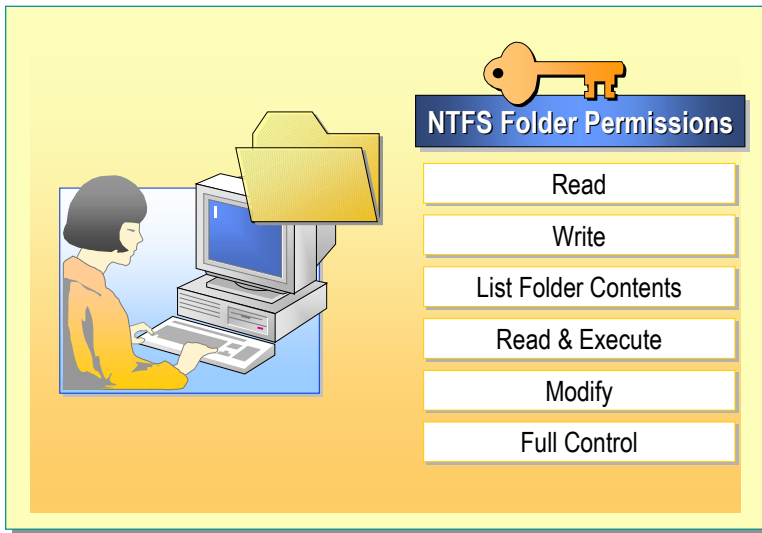 NTFS Folder Permissions
Read
Write
List Folder Contents
Read & Execute
Modify
Full Control